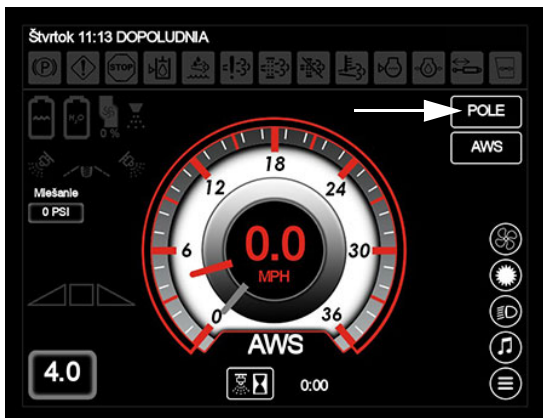 Štvrtok 11:13 DOPOLUDNIA
(P)
STOP
H₂O
0 %
POLE
AWS
Miešanie
0 PSI
0
6
12
18
24
30
36
0.0
MPH
AWS
4.0
0:00